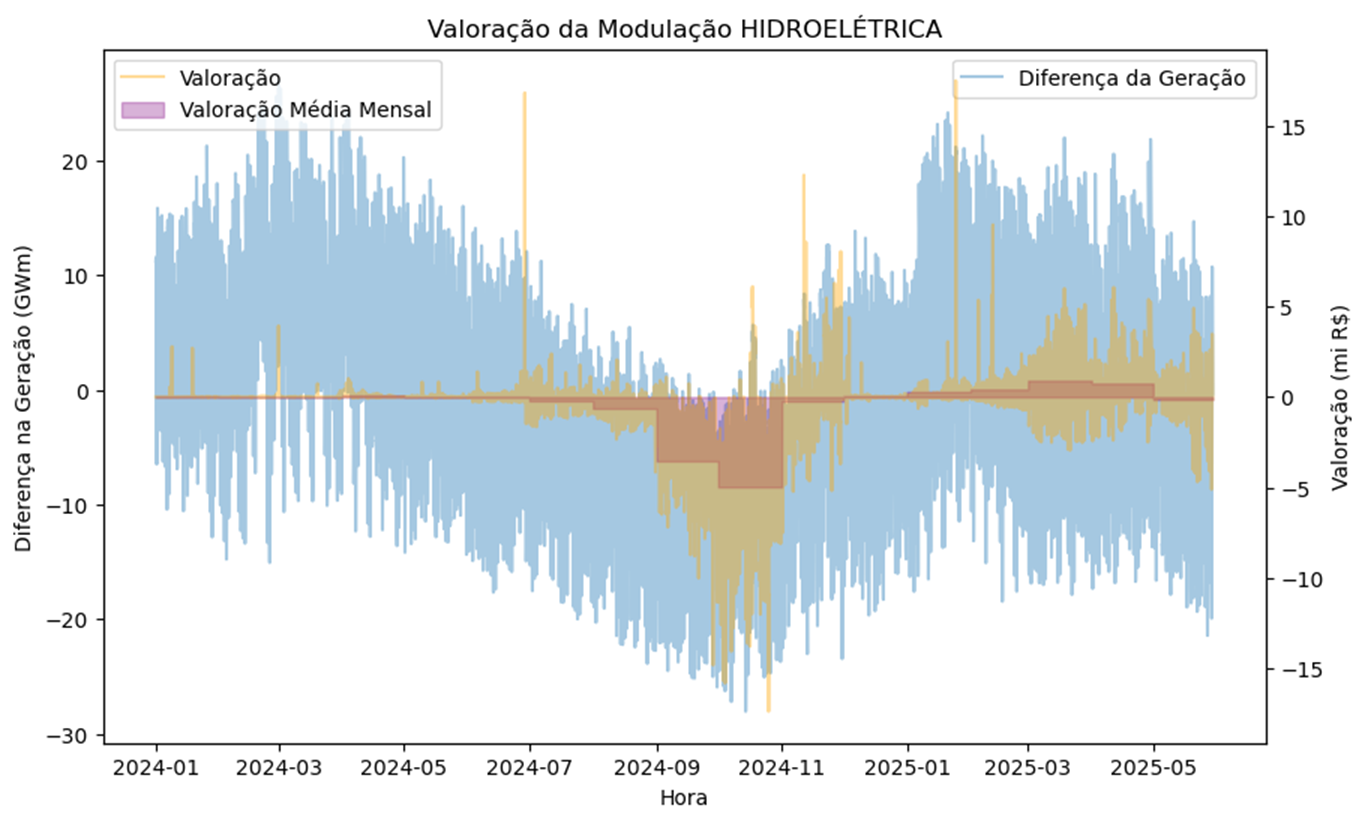 Valoração da Modulação HIDROELÉTRICA
Valoração
Valoração Média Mensal
Diferença da Geração
Diferença na Geração (GWm)
20
10
0
−10
−20
−30
15
10
5
0
−5
−10
−15
Valoração (mi R$)
2024-01 2024-03 2024-05 2024-07 2024-09 2024-11 2025-01 2025-03 2025-05
Hora